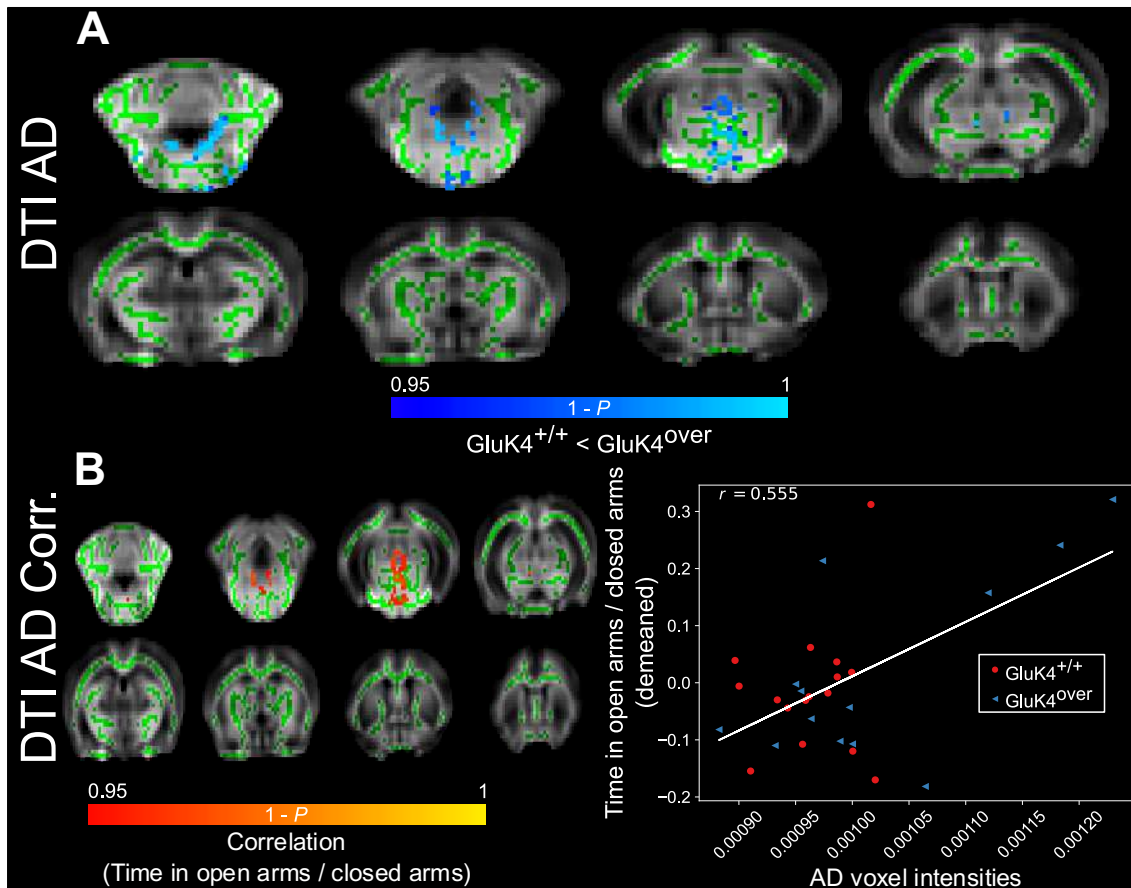 A
DTI AD
0.95 1
1 - P
GluK4+/+ < GluK4over
B
DTI AD Corr.
0.95 1
1 - P
Correlation
(Time in open arms / closed arms)
r = 0.555
Time in open arms / closed arms
(demeaned)
0.3
0.2
0.1
0.0
−0.1
−0.2
GluK4+/+
GluK4over
0.00090
0.00095
0.00100
0.00105
0.00110
0.00115
0.00120
AD voxel intensities